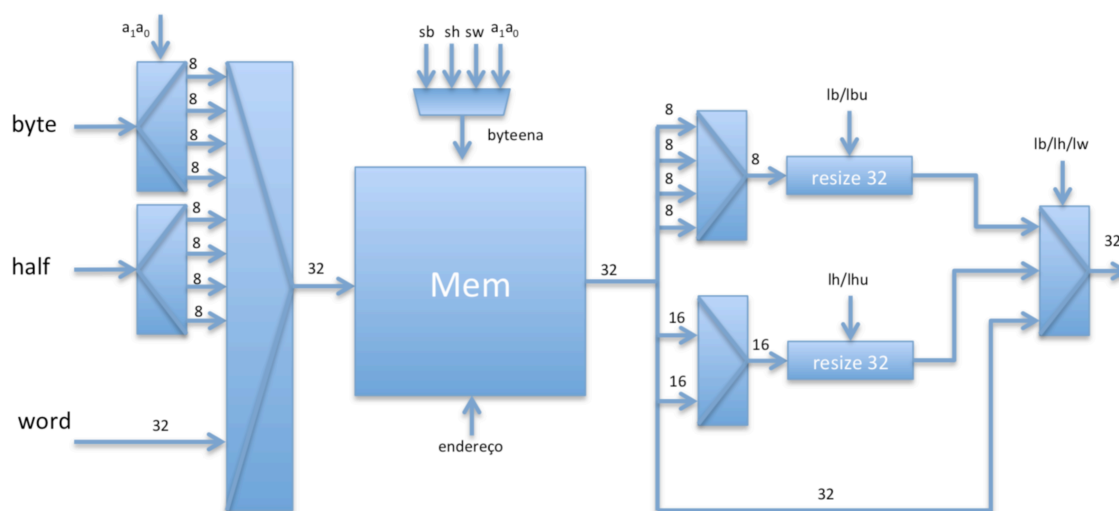 a₁a₀
byte
8
8
8
8
half
8
8
8
8
word
32
32
sb sh sw a₁a₀
byteena
Mem
endereço
32
8
8
8
8
8
lb/lbu
resize 32
16
16
16
lh/lhu
resize 32
32
lb/lh/lw
32